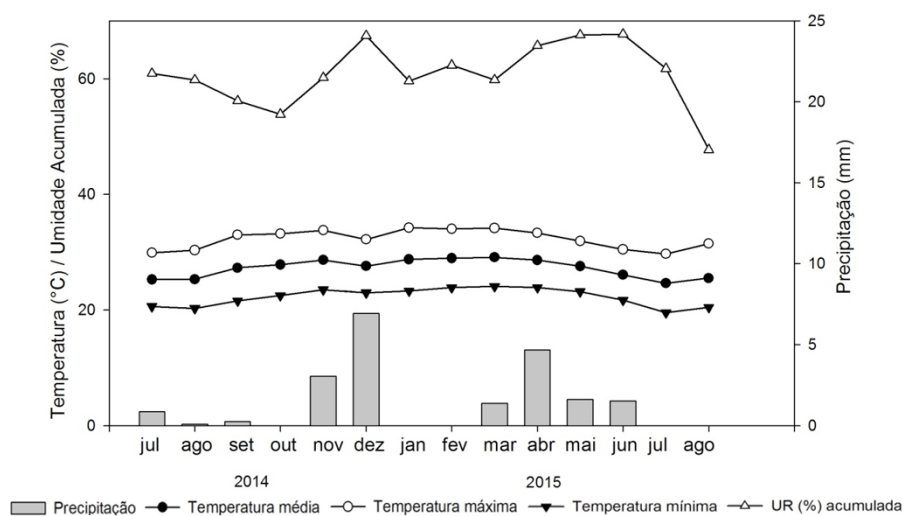 Temperatura (°C) / Umidade Acumulada (%)
60
40
20
0
25
20
15
10
5
0
Precipitação (mm)
jul ago set out nov dez jan fev mar abr mai jun jul ago
2014 2015
Precipitação Temperatura média Temperatura máxima Temperatura mínima UR (%) acumulada